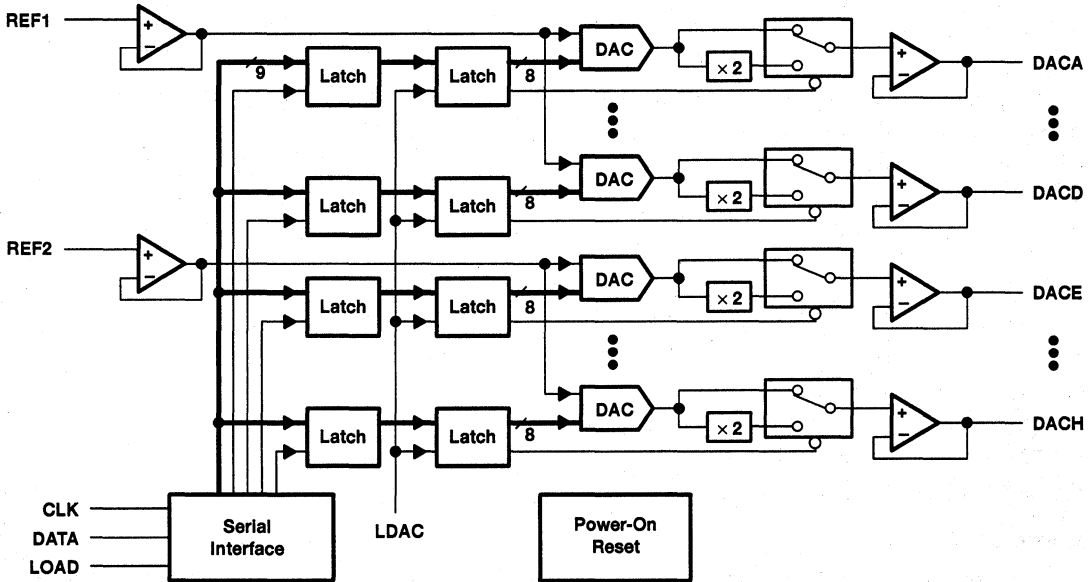 REF1
+
−
9
Latch
Latch
8
DAC
× 2
+
−
DACA
Latch
Latch
8
DAC
× 2
+
−
DACD
REF2
+
−
Latch
Latch
8
DAC
× 2
+
−
DACE
Latch
Latch
8
DAC
× 2
+
−
DACH
CLK
DATA
LOAD
Serial
Interface
LDAC
Power-On
Reset